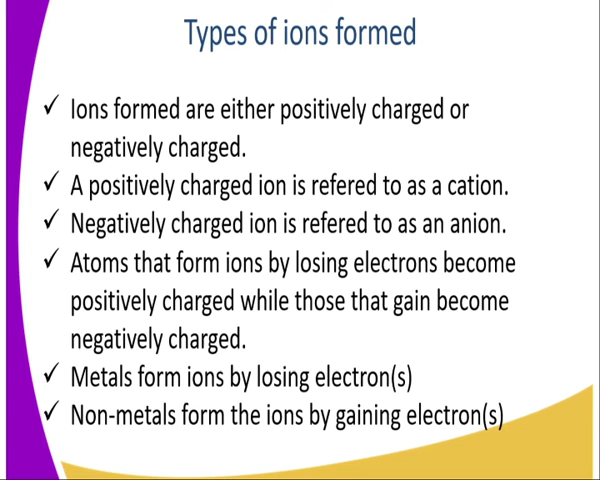 Types of ions formed
✓ Ions formed are either positively charged or
negatively charged.
✓ A positively charged ion is refered to as a cation.
✓ Negatively charged ion is refered to as an anion.
✓ Atoms that form ions by losing electrons become
positively charged while those that gain become
negatively charged.
✓ Metals form ions by losing electron(s)
✓ Non-metals form the ions by gaining electron(s)